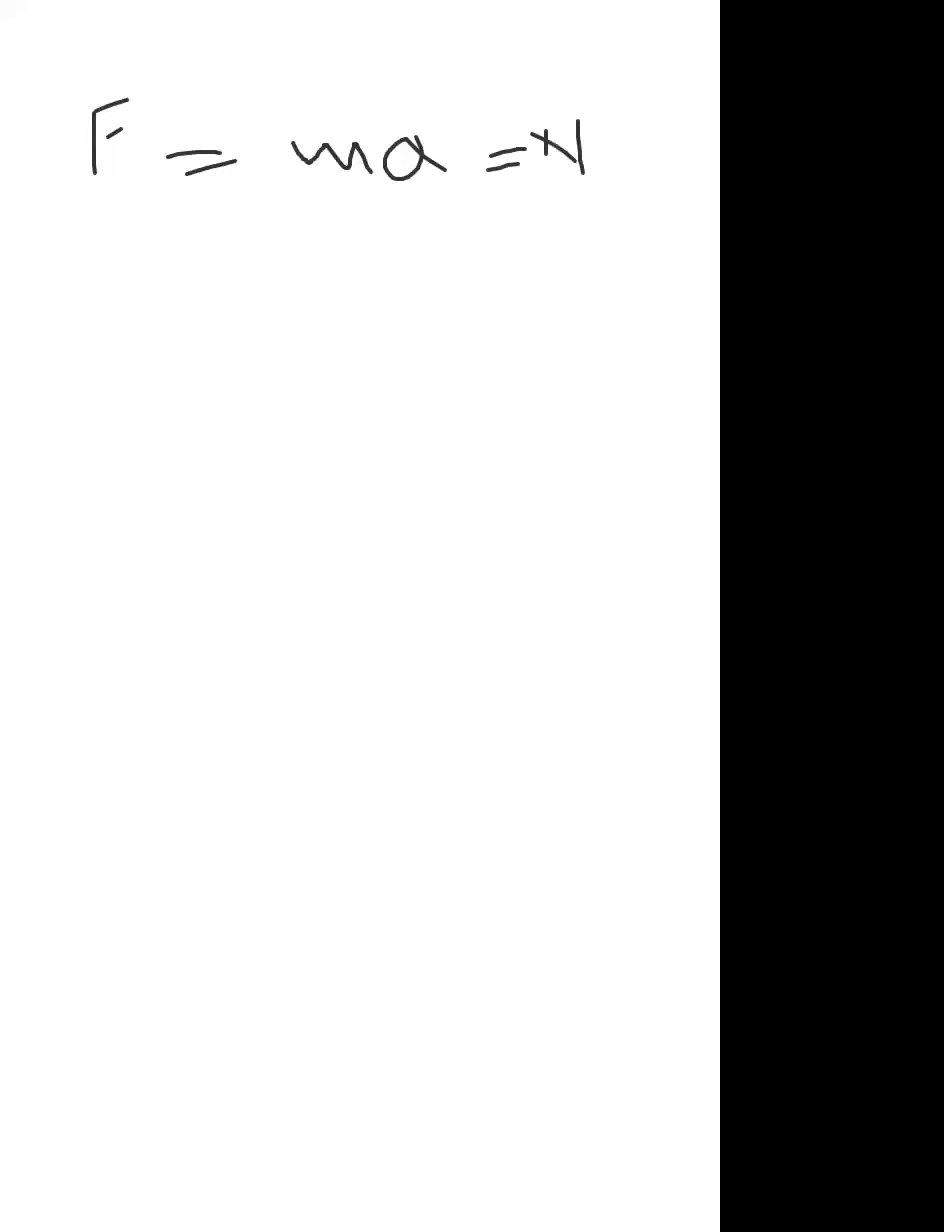 F = ma = N